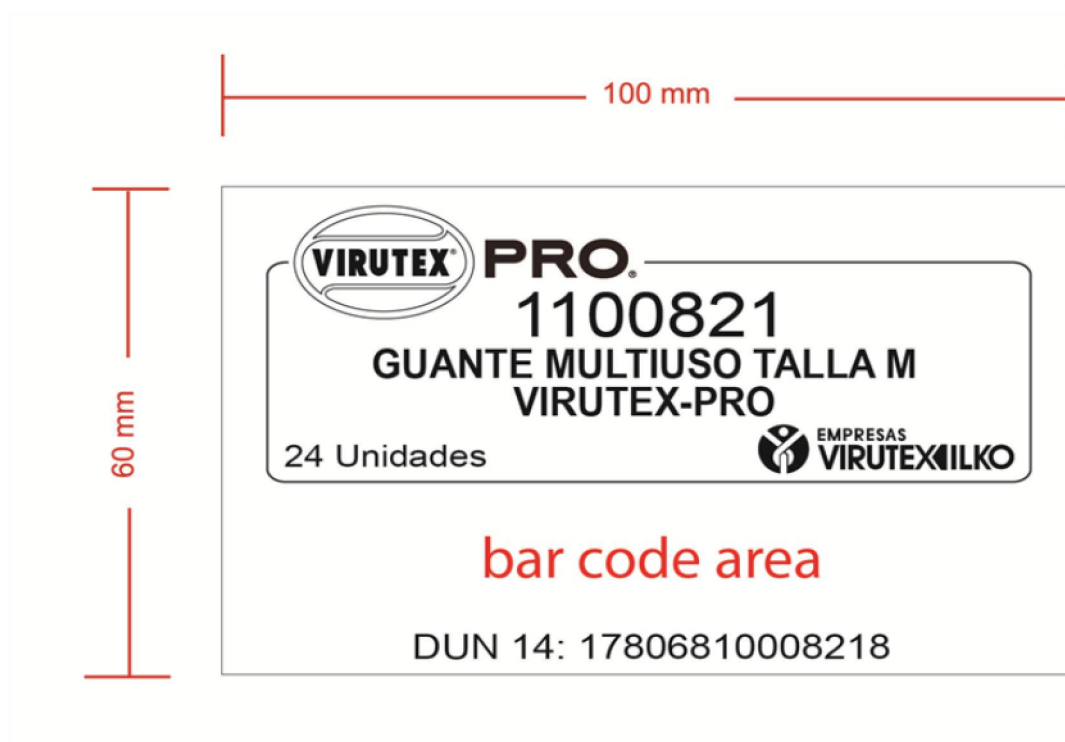 100 mm
60 mm
VIRUTEX® PRO®
1100821
GUANTE MULTIUSO TALLA M
VIRUTEX-PRO
24 Unidades
EMPRESAS
VIRUTEX ILKO
bar code area
DUN 14: 17806810008218